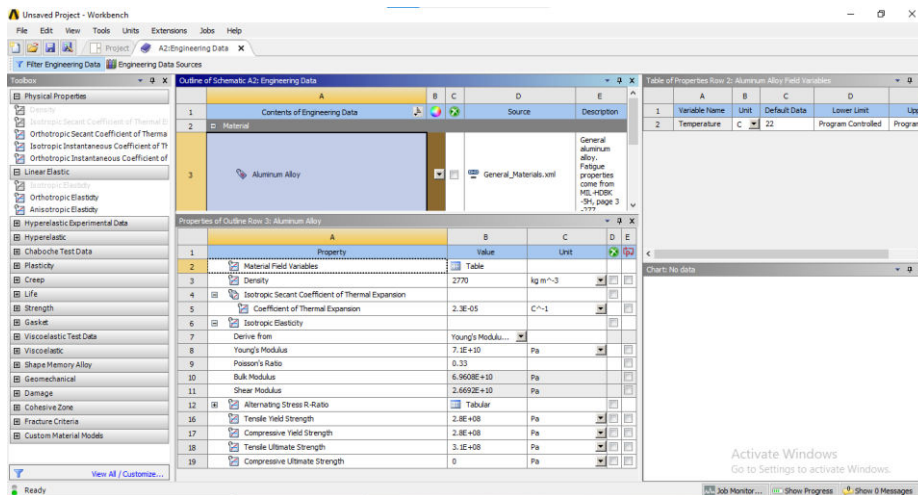 Unsaved Project - Workbench
File Edit View Tools Units Extensions Jobs Help
Project A2:Engineering Data X
Filter Engineering Data Engineering Data Sources
Toolbox
Physical Properties
Density
Isotropic Secant Coefficient of Thermal E
Orthotropic Secant Coefficient of Therma
Isotropic Instantaneous Coefficient of Th
Orthotropic Instantaneous Coefficient of
Linear Elastic
Isotropic Elasticity
Orthotropic Elasticity
Anisotropic Elasticity
Hyperelastic Experimental Data
Hyperelastic
Chaboche Test Data
Plasticity
Creep
Life
Strength
Gasket
Viscoelastic Test Data
Viscoelastic
Shape Memory Alloy
Geomechanical
Damage
Cohesive Zone
Fracture Criteria
Custom Material Models
View All / Customize...
Outline of Schematic A2: Engineering Data
A B C D E
1 Contents of Engineering Data Source Description
2 Material
3 Aluminum Alloy General_Materials.xml
General
aluminum
alloy.
Fatigue
properties
come from
MIL-HDBK
-5H, page 3
-277.
Properties of Outline Row 3: Aluminum Alloy
A B C D E
1 Property Value Unit
2 Material Field Variables Table
3 Density 2770 kg m^-3
4 Isotropic Secant Coefficient of Thermal Expansion
5 Coefficient of Thermal Expansion 2.3E-05 C^-1
6 Isotropic Elasticity
7 Derive from Young's Modulu...
8 Young's Modulus 7.1E+10 Pa
9 Poisson's Ratio 0.33
10 Bulk Modulus 6.9608E+10 Pa
11 Shear Modulus 2.6692E+10 Pa
12 Alternating Stress R-Ratio Tabular
16 Tensile Yield Strength 2.8E+08 Pa
17 Compressive Yield Strength 2.8E+08 Pa
18 Tensile Ultimate Strength 3.1E+08 Pa
19 Compressive Ultimate Strength 0 Pa
Table of Properties Row 2: Aluminum Alloy Field Variables
A B C D
1 Variable Name Unit Default Data Lower Limit Upp
2 Temperature C 22 Program Controlled Program
Chart: No data
Activate Windows
Go to Settings to activate Windows.
Ready
Job Monitor... Show Progress Show 0 Messages